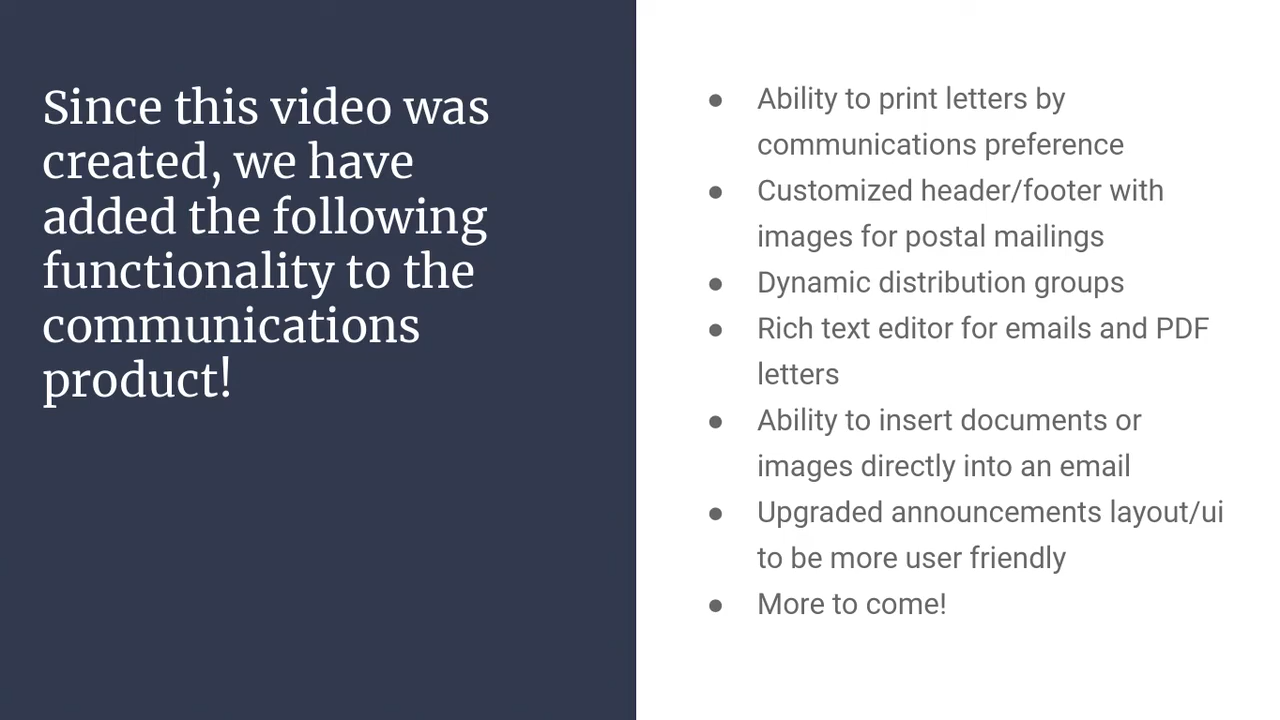 Since this video was
created, we have
added the following
functionality to the
communications
product!
● Ability to print letters by
communications preference
● Customized header/footer with
images for postal mailings
● Dynamic distribution groups
● Rich text editor for emails and PDF
letters
● Ability to insert documents or
images directly into an email
● Upgraded announcements layout/ui
to be more user friendly
● More to come!